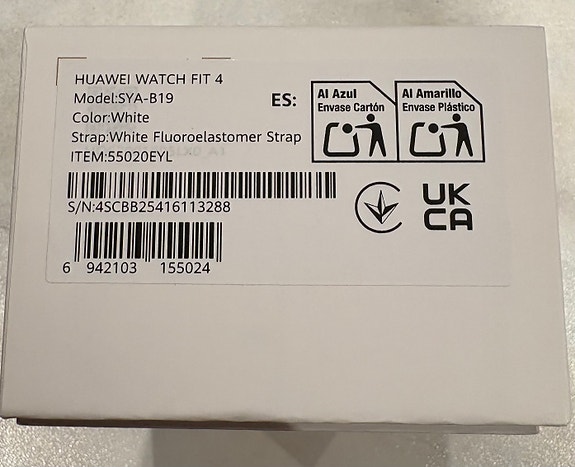 HUAWEI WATCH FIT 4
Model:SYA-B19
Color:White
Strap:White Fluoroelastomer Strap
ITEM:55020EYL
S/N:4SCBB25416113288
6 942103 155024
ES:
Al Azul
Envase Cartón
Al Amarillo
Envase Plástico
UK
CA